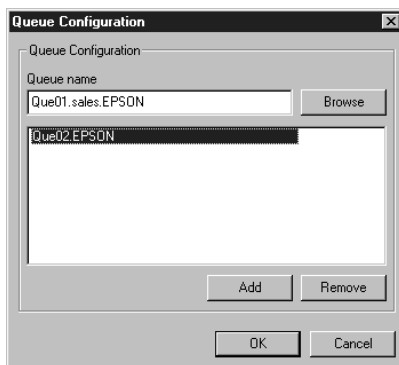 Queue Configuration
Queue Configuration
Queue name
Que01.sales.EPSON
Browse
Que02.EPSON
Add
Remove
OK
Cancel